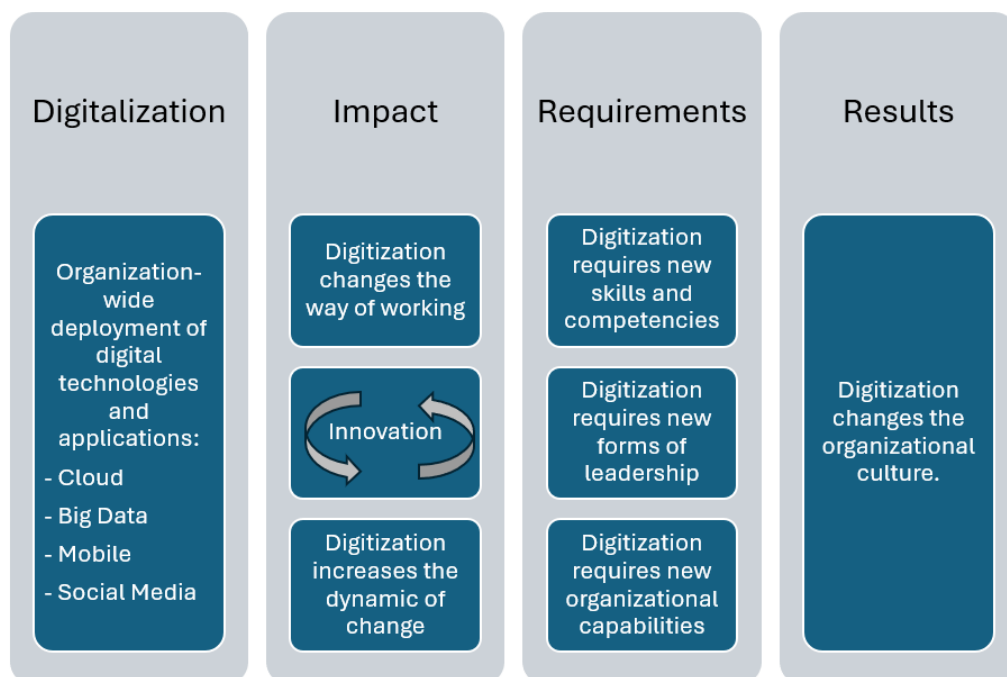 Digitalization
Organization-
wide
deployment of
digital
technologies
and
applications:
- Cloud
- Big Data
- Mobile
- Social Media
Impact
Digitization
changes the
way of working
Innovation
Digitization
increases the
dynamic of
change
Requirements
Digitization
requires new
skills and
competencies
Digitization
requires new
forms of
leadership
Digitization
requires new
organizational
capabilities
Results
Digitization
changes the
organizational
culture.